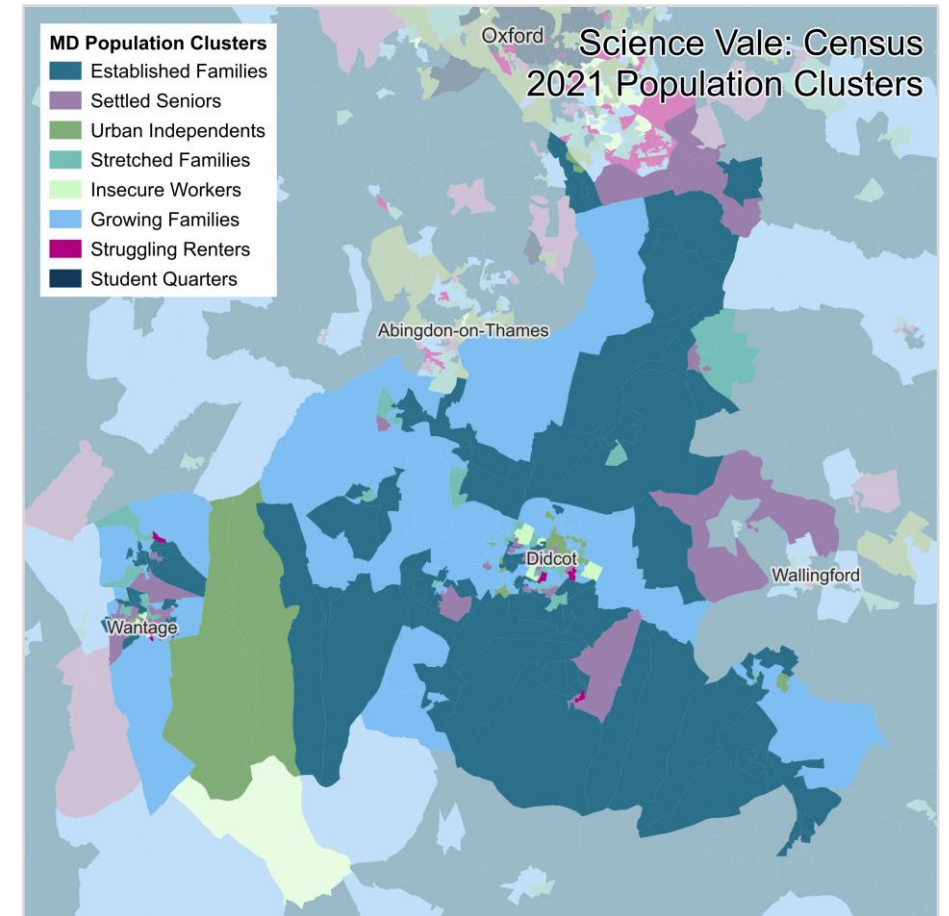 Science Vale: Census
2021 Population Clusters
MD Population Clusters
Established Families
Settled Seniors
Urban Independents
Stretched Families
Insecure Workers
Growing Families
Struggling Renters
Student Quarters
Oxford
Abingdon-on-Thames
Didcot
Wallingford
Wantage